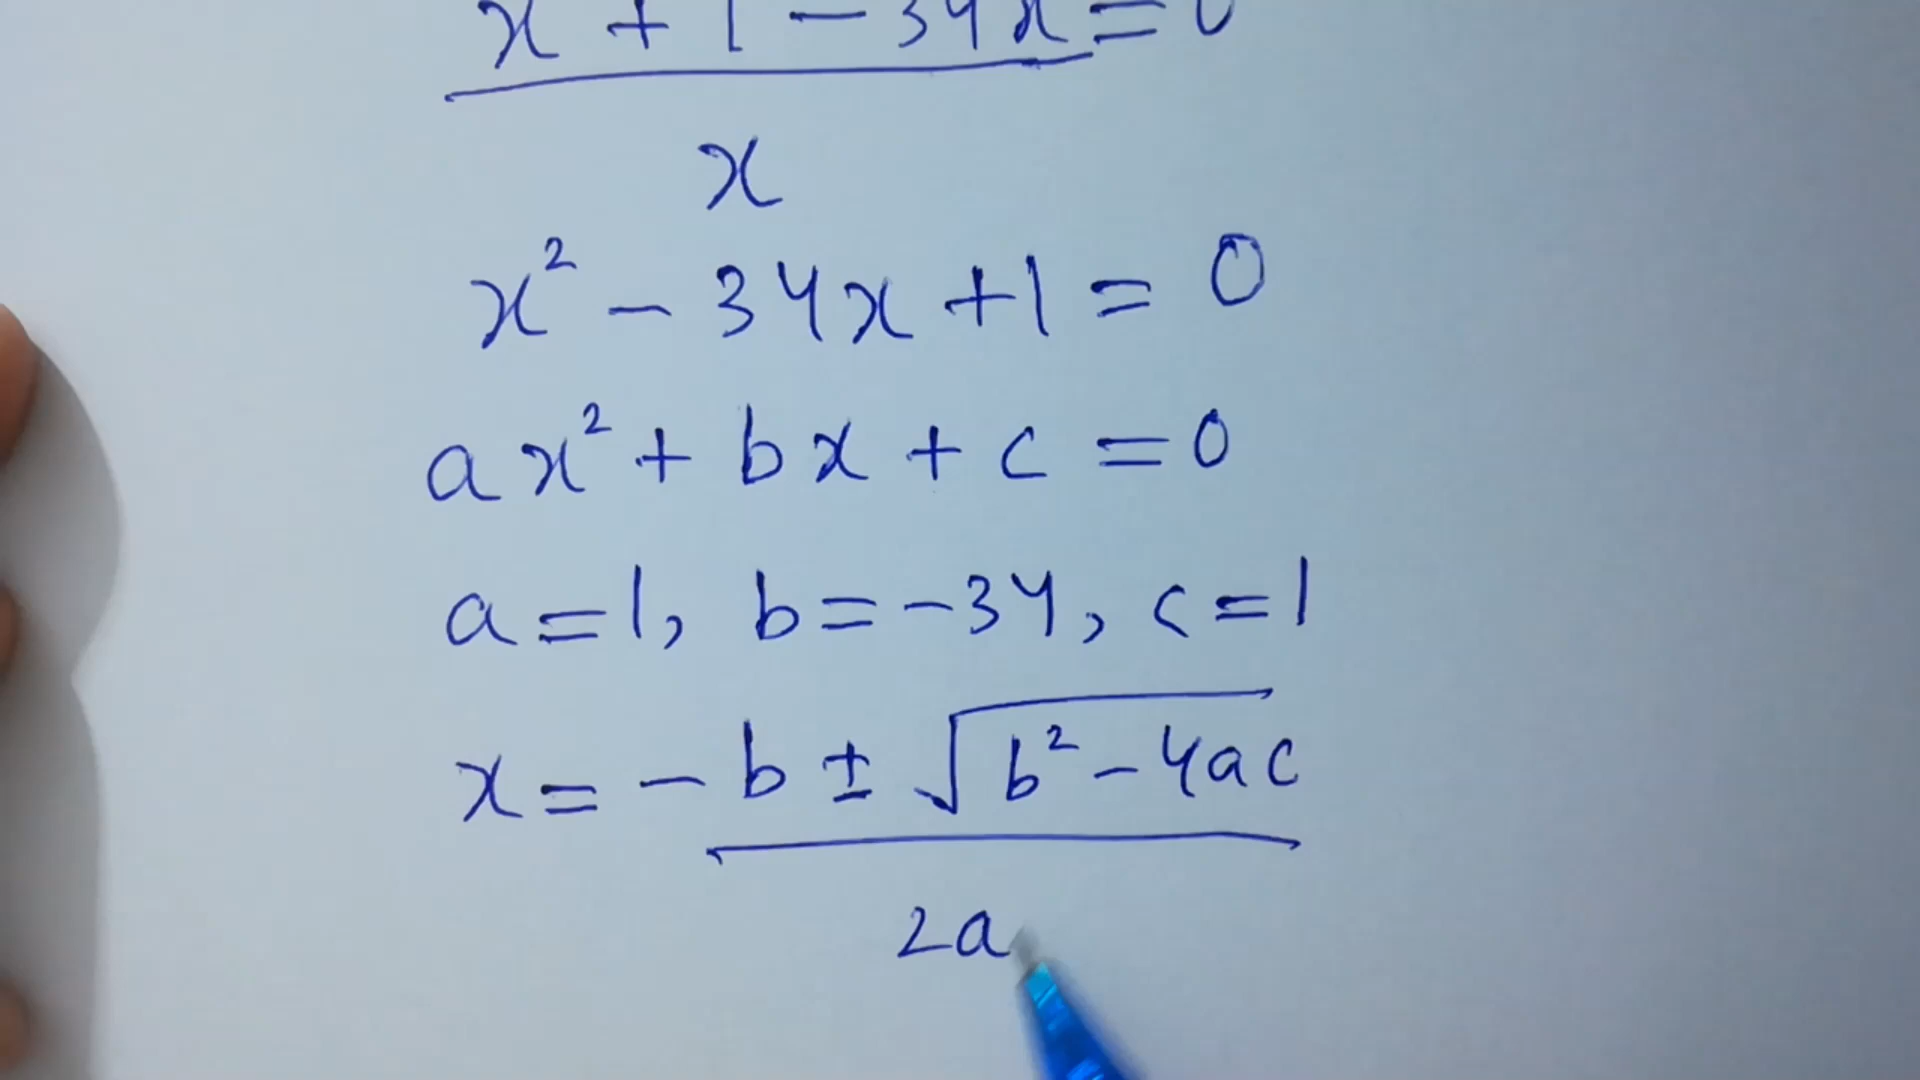 x + 1 - 34x = 0
x
x² - 34x + 1 = 0
ax² + bx + c = 0
a = 1, b = -34, c = 1
x = - b ± √b² - 4ac
2a